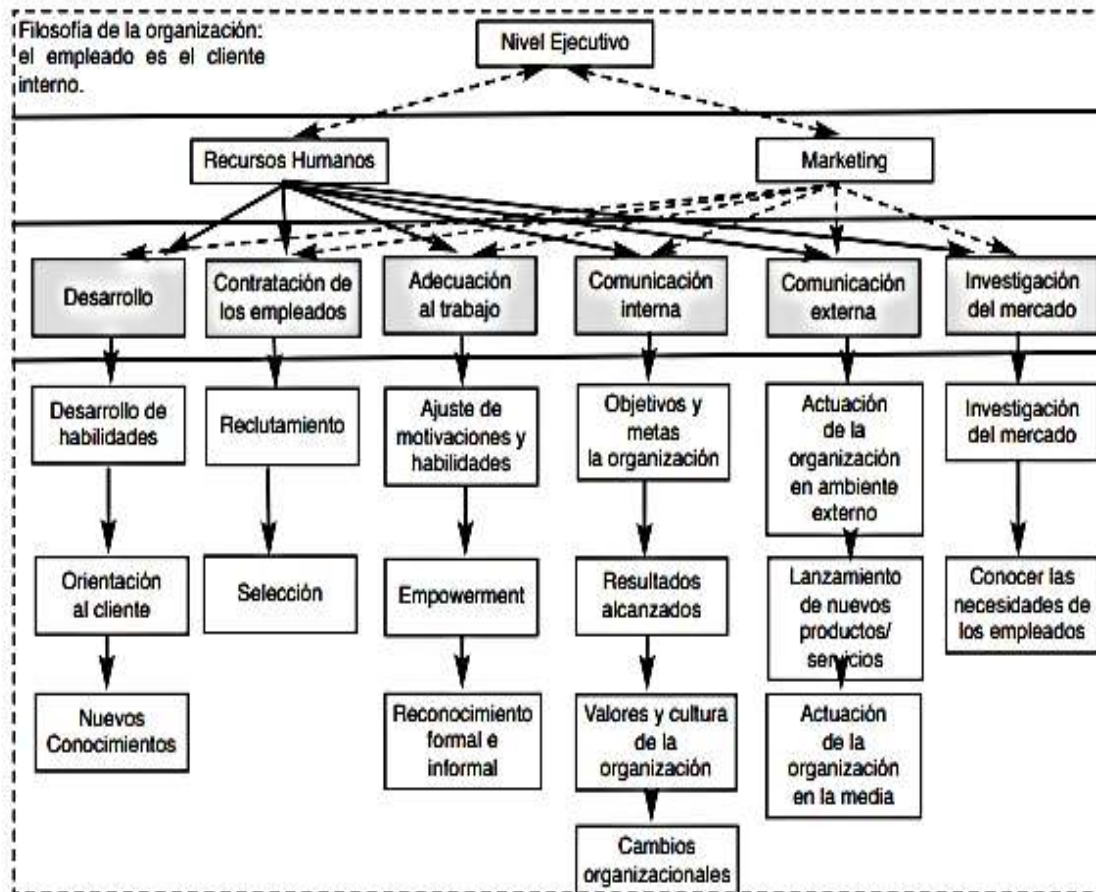 Filosofía de la organización:
el empleado es el cliente
interno.
Nivel Ejecutivo
Recursos Humanos
Marketing
Desarrollo
Contratación de
los empleados
Adecuación
al trabajo
Comunicación
interna
Comunicación
externa
Investigación
del mercado
Desarrollo de
habilidades
Reclutamiento
Ajuste de
motivaciones y
habilidades
Objetivos y
metas
la organización
Actuación
de la
organización
en ambiente
externo
Investigación
del mercado
Orientación
al cliente
Selección
Empowerment
Resultados
alcanzados
Lanzamiento
de nuevos
productos/
servicios
Conocer las
necesidades de
los empleados
Nuevos
Conocimientos
Reconocimiento
formal e
informal
Valores y cultura
de la
organización
Actuación
de la
organización
en la media
Cambios
organizacionales